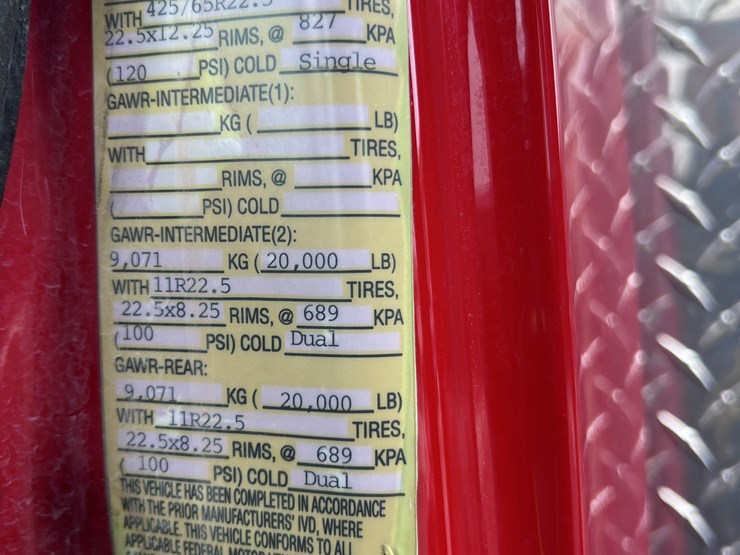 WITH 425/65R22.5 TIRES,
22.5x12.25 RIMS, @ 827 KPA
(120 PSI) COLD Single
GAWR-INTERMEDIATE(1):
KG ( LB)
WITH TIRES,
RIMS, @ KPA
( PSI) COLD
GAWR-INTERMEDIATE(2):
9,071 KG ( 20,000 LB)
WITH 11R22.5 TIRES,
22.5x8.25 RIMS, @ 689 KPA
(100 PSI) COLD Dual
GAWR-REAR:
9,071 KG ( 20,000 LB)
WITH 11R22.5 TIRES,
22.5x8.25 RIMS, @ 689 KPA
( 100 PSI) COLD Dual
THIS VEHICLE HAS BEEN COMPLETED IN ACCORDANCE
WITH THE PRIOR MANUFACTURERS' IVD, WHERE
APPLICABLE. THIS VEHICLE CONFORMS TO ALL
APPLICABLE FEDERAL MOTOR